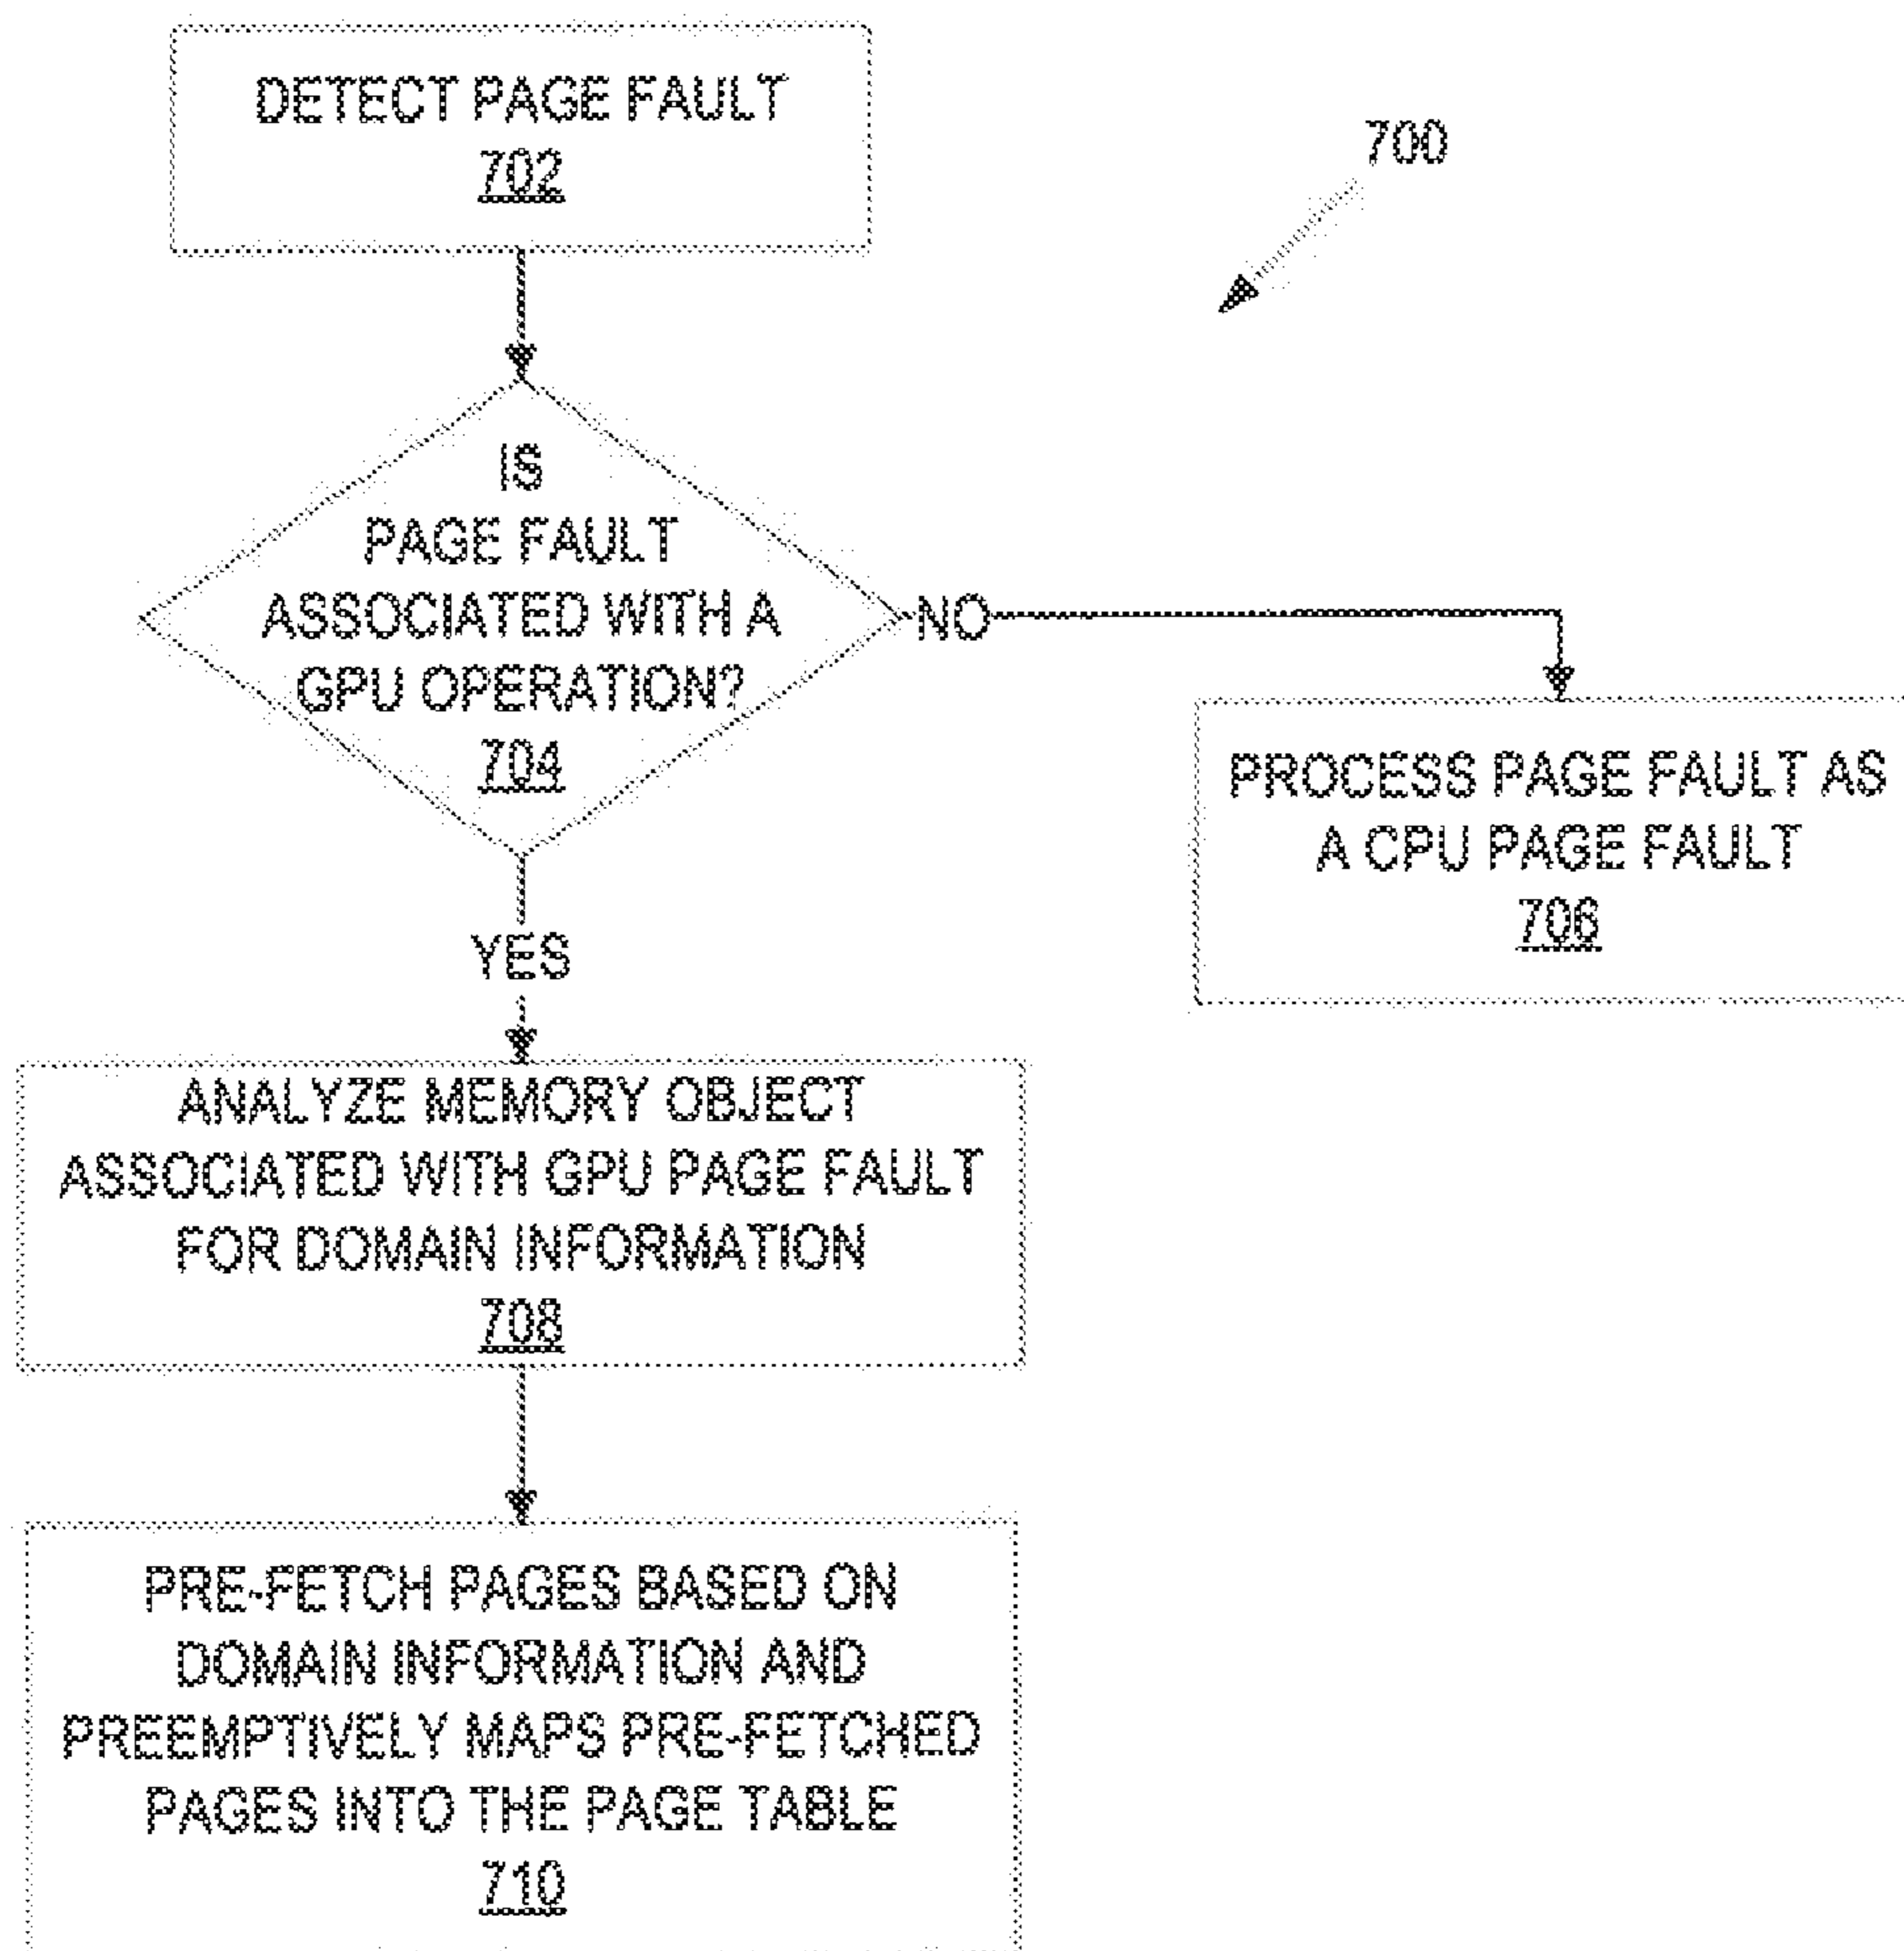 DETECT PAGE FAULT
702
700
IS
PAGE FAULT
ASSOCIATED WITH A
GPU OPERATION?
704
NO
PROCESS PAGE FAULT AS
A CPU PAGE FAULT
706
YES
ANALYZE MEMORY OBJECT
ASSOCIATED WITH GPU PAGE FAULT
FOR DOMAIN INFORMATION
708
PRE-FETCH PAGES BASED ON
DOMAIN INFORMATION AND
PREEMPTIVELY MAPS PRE-FETCHED
PAGES INTO THE PAGE TABLE
710